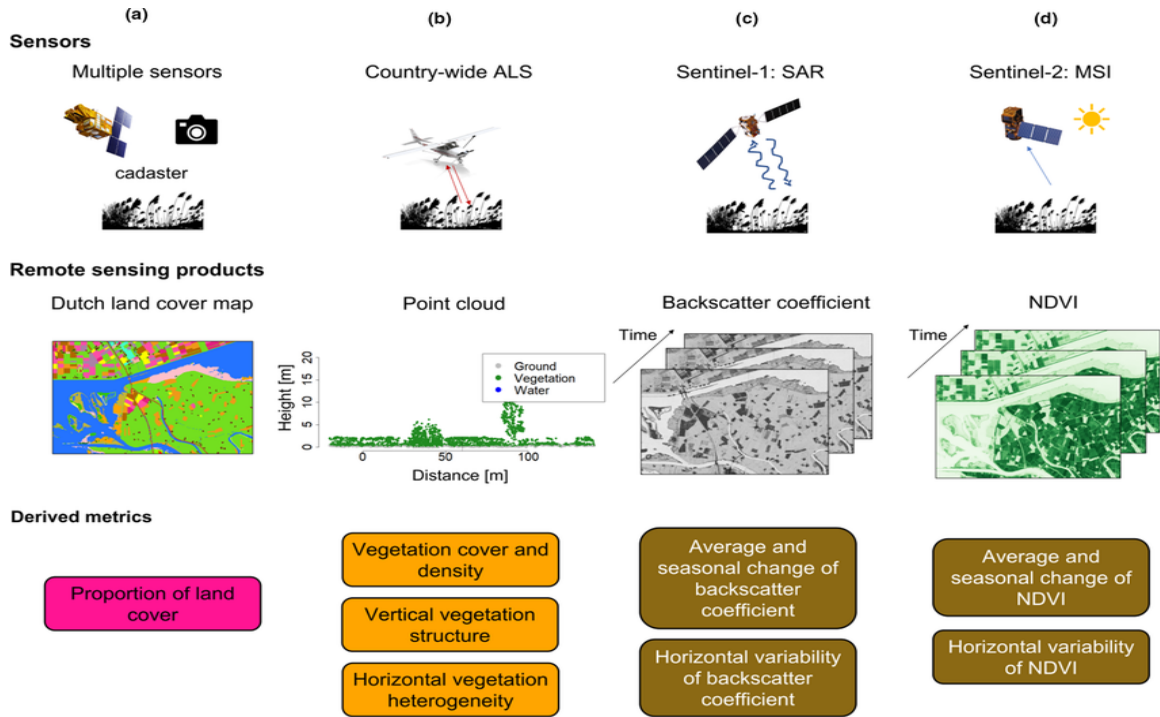 (a)
(b)
(c)
(d)
Sensors
Multiple sensors
Country-wide ALS
Sentinel-1: SAR
Sentinel-2: MSI
cadaster
Remote sensing products
Dutch land cover map
Point cloud
Backscatter coefficient
NDVI
Height [m]
20
15
10
5
0
Ground
Vegetation
Water
0
50
100
Distance [m]
Time
Time
Derived metrics
Proportion of land
cover
Vegetation cover and
density
Vertical vegetation
structure
Horizontal vegetation
heterogeneity
Average and
seasonal change of
backscatter
coefficient
Horizontal variability
of backscatter
coefficient
Average and
seasonal change of
NDVI
Horizontal variability
of NDVI